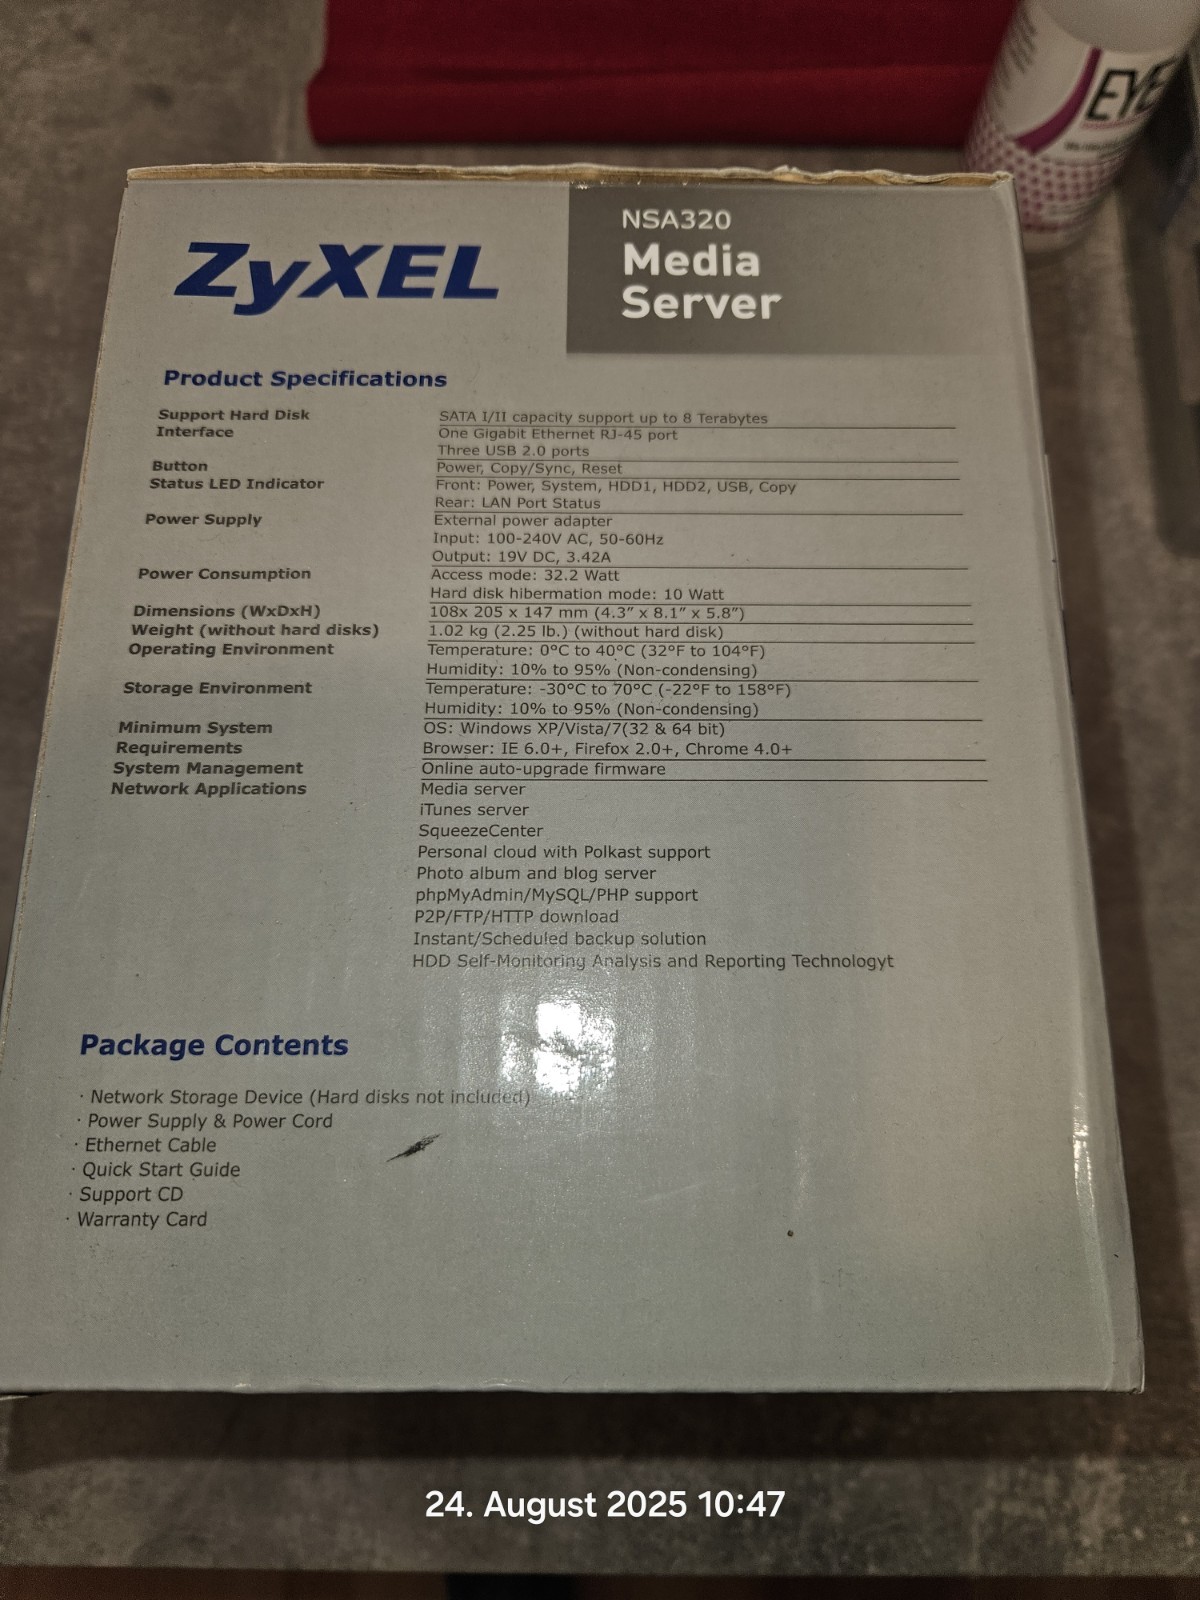 EYE
ZyXEL
NSA320
Media
Server
Product Specifications
Support Hard Disk SATA I/II capacity support up to 8 Terabytes
Interface One Gigabit Ethernet RJ-45 port
Three USB 2.0 ports
Button Power, Copy/Sync, Reset
Status LED Indicator Front: Power, System, HDD1, HDD2, USB, Copy
Rear: LAN Port Status
Power Supply External power adapter
Input: 100-240V AC, 50-60Hz
Output: 19V DC, 3.42A
Power Consumption Access mode: 32.2 Watt
Hard disk hibermation mode: 10 Watt
Dimensions (WxDxH) 108x 205 x 147 mm (4.3” x 8.1” x 5.8”)
Weight (without hard disks) 1.02 kg (2.25 lb.) (without hard disk)
Operating Environment Temperature: 0°C to 40°C (32°F to 104°F)
Humidity: 10% to 95% (Non-condensing)
Storage Environment Temperature: -30°C to 70°C (-22°F to 158°F)
Humidity: 10% to 95% (Non-condensing)
Minimum System OS: Windows XP/Vista/7(32 & 64 bit)
Requirements Browser: IE 6.0+, Firefox 2.0+, Chrome 4.0+
System Management Online auto-upgrade firmware
Network Applications Media server
iTunes server
SqueezeCenter
Personal cloud with Polkast support
Photo album and blog server
phpMyAdmin/MySQL/PHP support
P2P/FTP/HTTP download
Instant/Scheduled backup solution
HDD Self-Monitoring Analysis and Reporting Technologyt
Package Contents
· Network Storage Device (Hard disks not included)
· Power Supply & Power Cord
· Ethernet Cable
· Quick Start Guide
· Support CD
· Warranty Card
24. August 2025 10:47